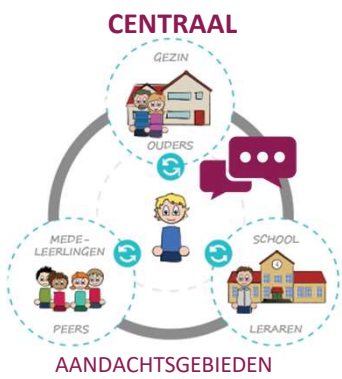 CENTRAAL
GEZIN
OUDERS
MEDE-
LEERLINGEN
PEERS
SCHOOL
LERAREN
AANDACHTSGEBIEDEN